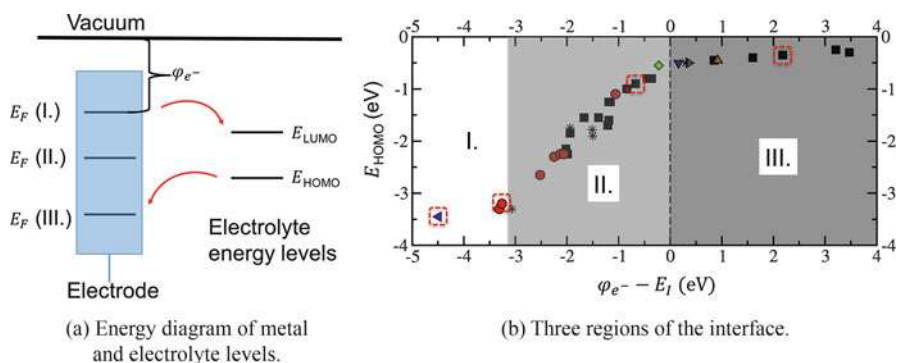 Vacuum
φe−
EF (I.)
EF (II.)
EF (III.)
ELUMO
EHOMO
Electrolyte
energy levels
Electrode
(a) Energy diagram of metal
and electrolyte levels.
-5 -4 -3 -2 -1 0 1 2 3 4
0
-1
-2
-3
-4
EHOMO (eV)
0
-1
-2
-3
-4
I.
II.
III.
-5 -4 -3 -2 -1 0 1 2 3 4
φe− − EI (eV)
(b) Three regions of the interface.